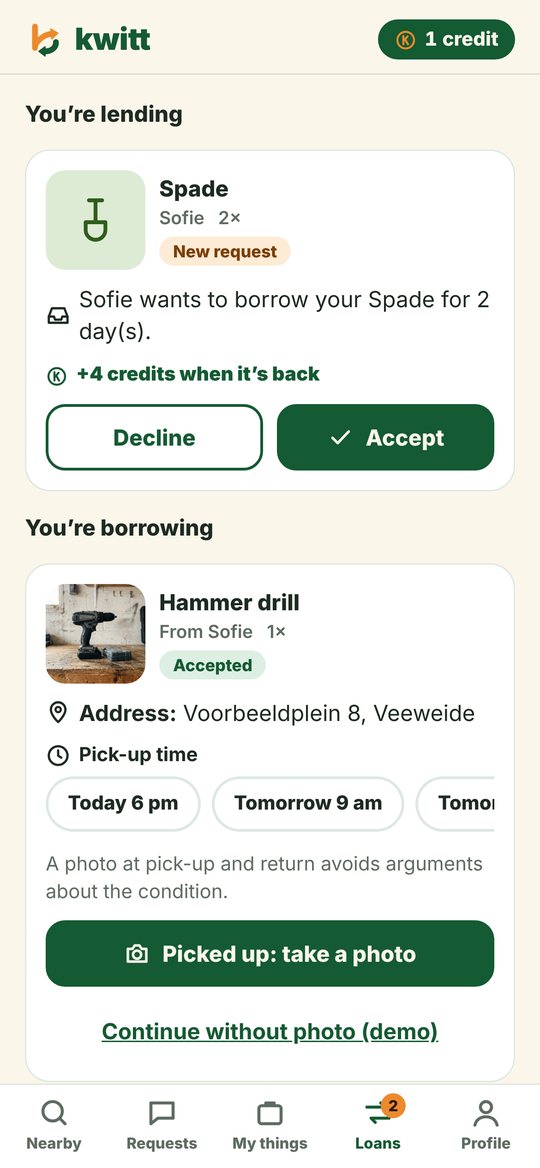 kwitt
K 1 credit
You’re lending
Spade
Sofie 2×
New request
Sofie wants to borrow your Spade for 2
day(s).
K +4 credits when it’s back
Decline
Accept
You’re borrowing
Hammer drill
From Sofie 1×
Accepted
Address: Voorbeeldplein 8, Veeweide
Pick-up time
Today 6 pm
Tomorrow 9 am
A photo at pick-up and return avoids arguments
about the condition.
Picked up: take a photo
Continue without photo (demo)
2
Nearby
Requests
My things
Loans
Profile